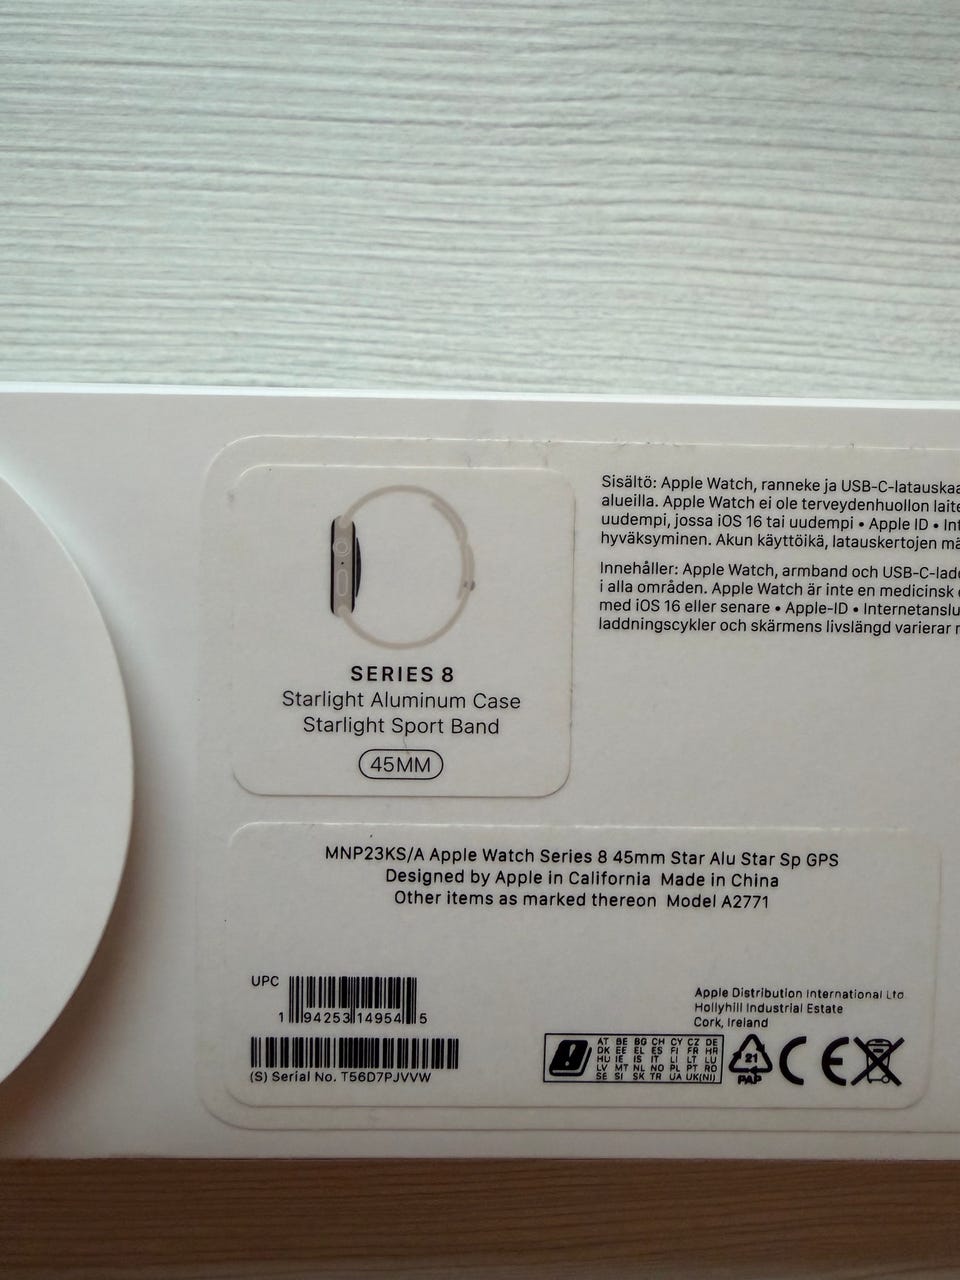 SERIES 8
Starlight Aluminum Case
Starlight Sport Band
45MM
Sisältö: Apple Watch, ranneke ja
alueilla. Apple Watch ei ole terveydenhuollon
uudempi, jossa iOS 16 tai uudempi • Apple ID •
hyväksyminen. Akun käyttöikä, latauskertojen
Innehåller: Apple Watch, armband och
i alla områden. Apple Watch är inte en medicinsk
med iOS 16 eller senare • Apple-ID •
laddningscykler och skärmens livslängd varierar
MNP23KS/A Apple Watch Series 8 45mm Star Alu Star Sp GPS
Designed by Apple in California Made in China
Other items as marked thereon Model A2771
UPC
1 94253 14954 5
(S) Serial No. T56D7PJVVW
Apple Distribution International Ltd
Hollyhill Industrial Estate
Cork, Ireland
AT BE BG CH CY CZ DE
DK EE EL ES FI FR HR
HU IE IS IT LI LT LU
LV MT NL NO PL PT RO
SE SI SK TR UA UK(NI)
21
PAP
CE